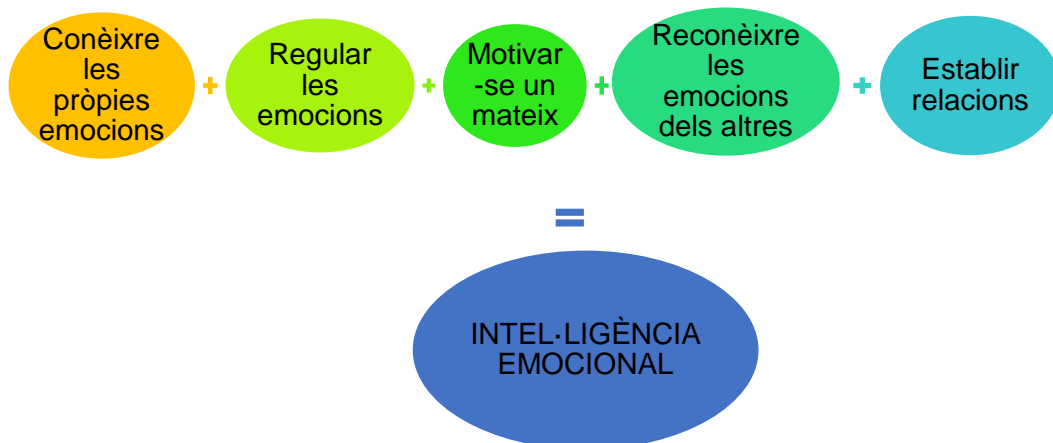 Conèixre
les
pròpies
emocions
+
Regular
les
emocions
+
Motivar
-se un
mateix
+
Reconèixre
les
emocions
dels altres
+
Establir
relacions
=
INTEL·LIGÈNCIA
EMOCIONAL